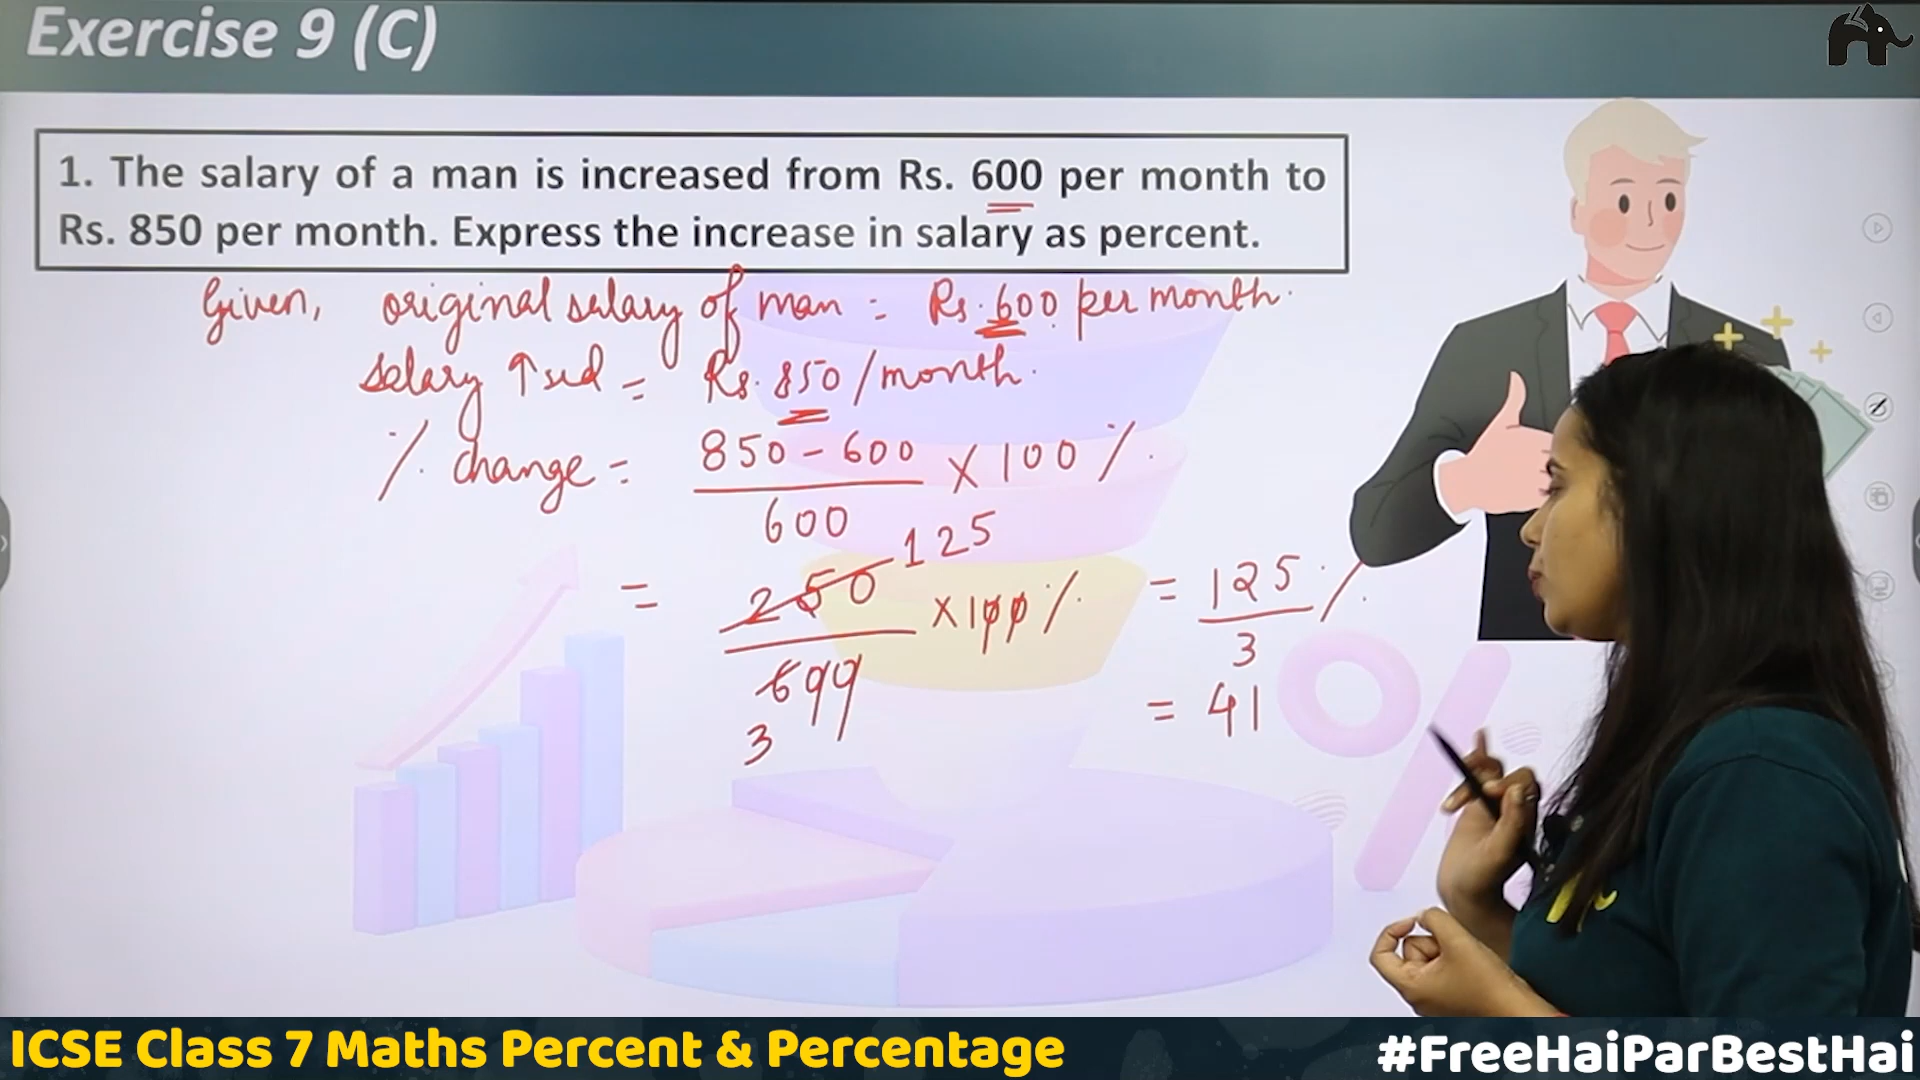 Exercise 9 (C)
1. The salary of a man is increased from Rs. 600 per month to
Rs. 850 per month. Express the increase in salary as percent.
Given, original salary of man = Rs. 600 per month.
salary ↑sed = Rs. 850/month.
% change = 850-600 / 600 × 100 %
= 250 / 600 × 100 % = 125 / 3 %
125
3
= 41
ICSE Class 7 Maths Percent & Percentage
#FreeHaiParBestHai